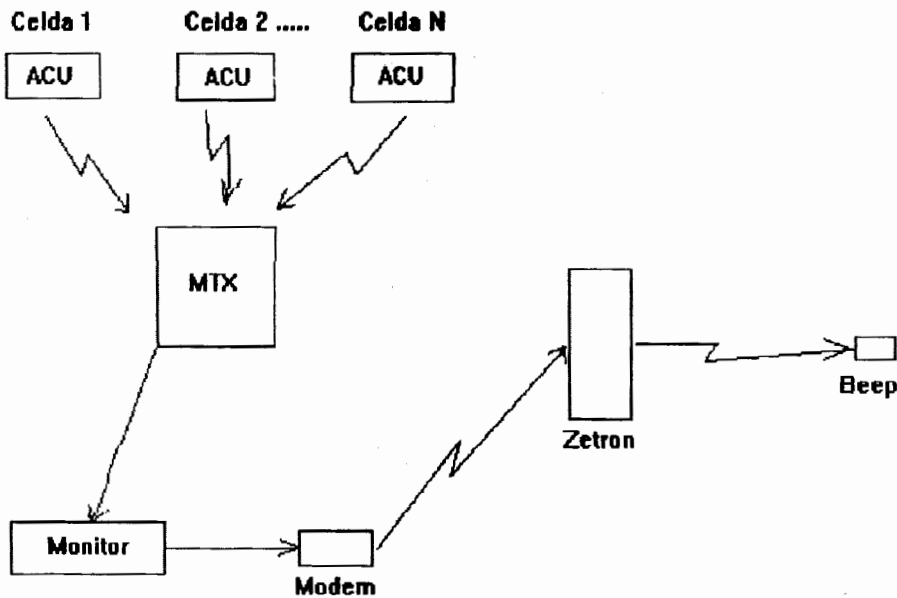 Celda 1 Celda 2 ..... Celda N
ACU ACU ACU
MTX
Beep
Zetron
Monitor
Modem